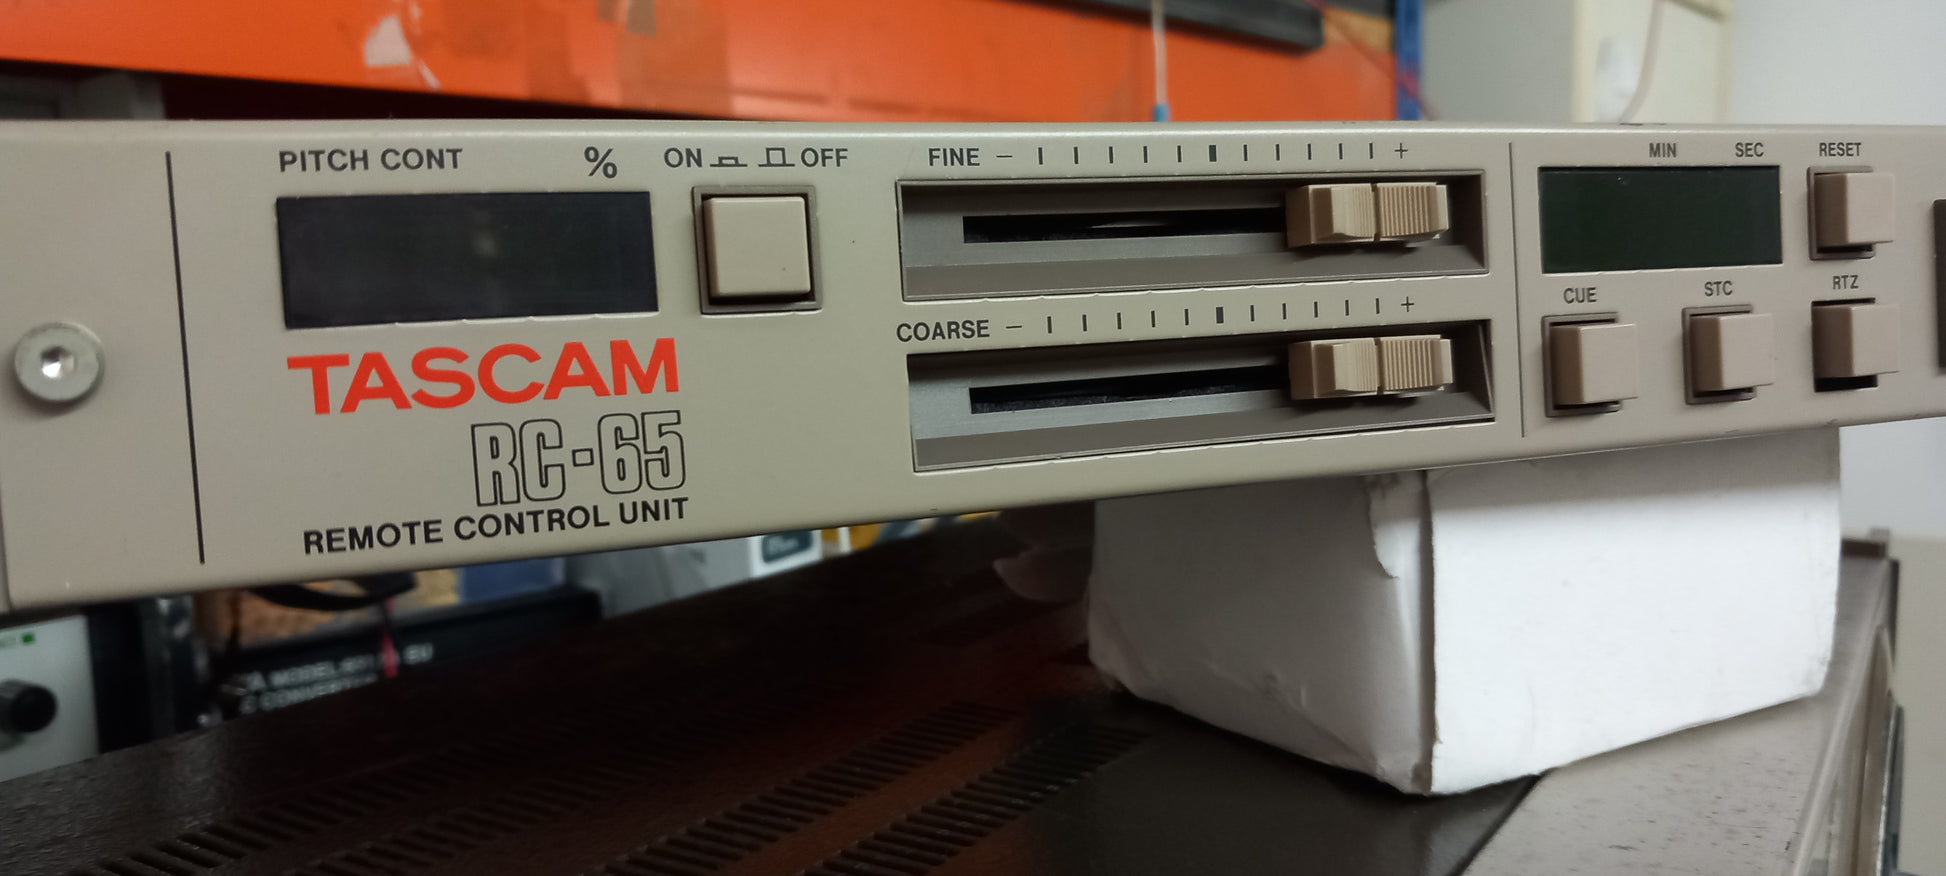 PITCH CONT %
ON OFF
FINE - +
COARSE - +
MIN SEC
RESET
CUE
STC
RTZ
TASCAM
RC-65
REMOTE CONTROL UNIT